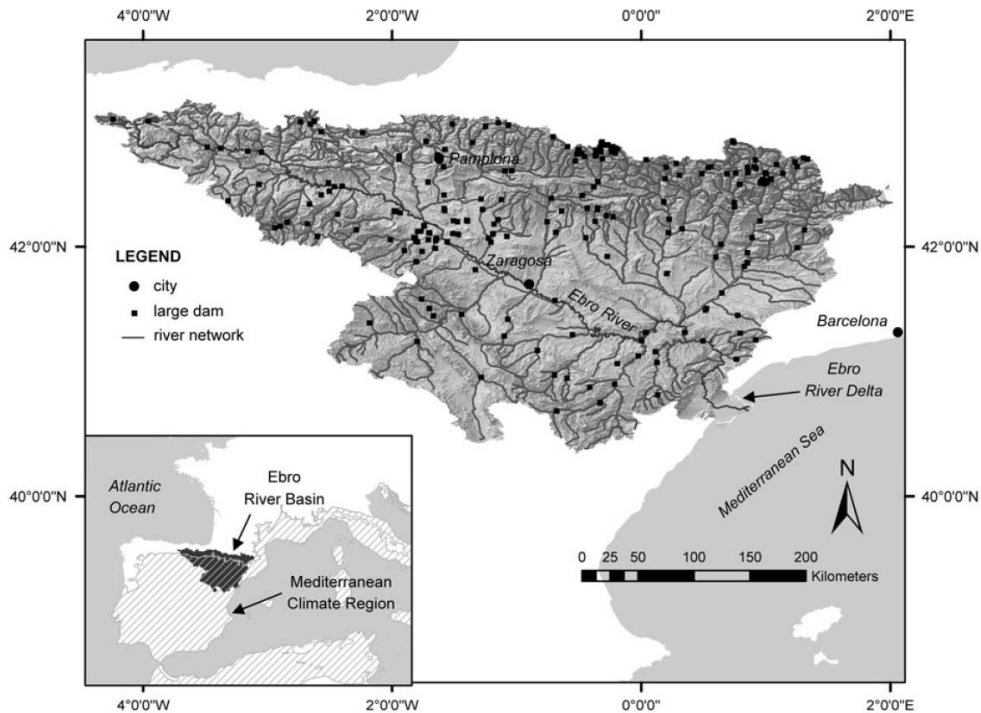 4°0'0"W 2°0'0"W 0°0'0" 2°0'0"E
Pamplona
42°0'0"N 42°0'0"N
LEGEND
city
large dam
river network
Zaragosa
Ebro River
Barcelona
Ebro
River Delta
Mediterranean Sea
40°0'0"N 40°0'0"N
N
0 25 50 100 150 200
Kilometers
Atlantic
Ocean
Ebro
River Basin
Mediterranean
Climate Region
4°0'0"W 2°0'0"W 0°0'0" 2°0'0"E